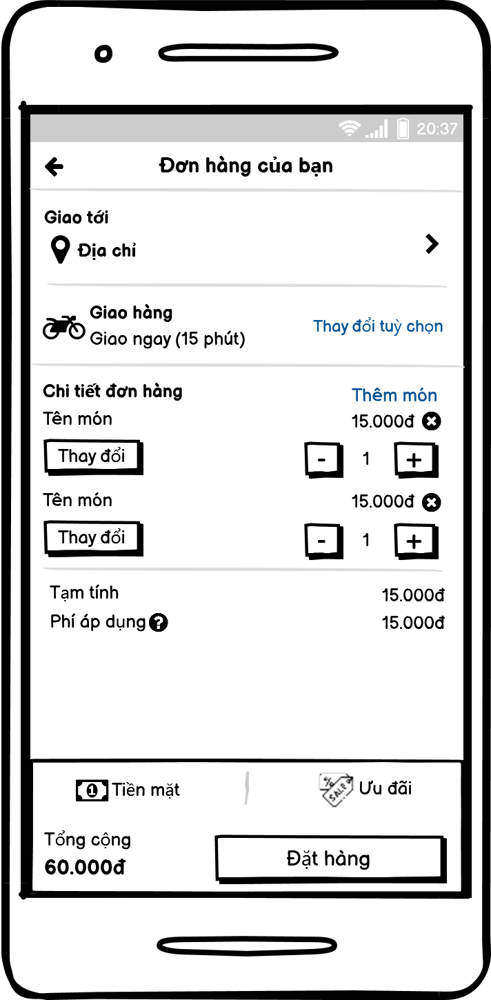 20:37
Đơn hàng của bạn
Giao tới
Địa chỉ
Giao hàng
Giao ngay (15 phút)
Thay đổi tuỳ chọn
Chi tiết đơn hàng
Thêm món
Tên món 15.000đ
Thay đổi - 1 +
Tên món 15.000đ
Thay đổi - 1 +
Tạm tính 15.000đ
Phí áp dụng ? 15.000đ
1 Tiền mặt % SALE Ưu đãi
Tổng cộng
60.000đ
Đặt hàng